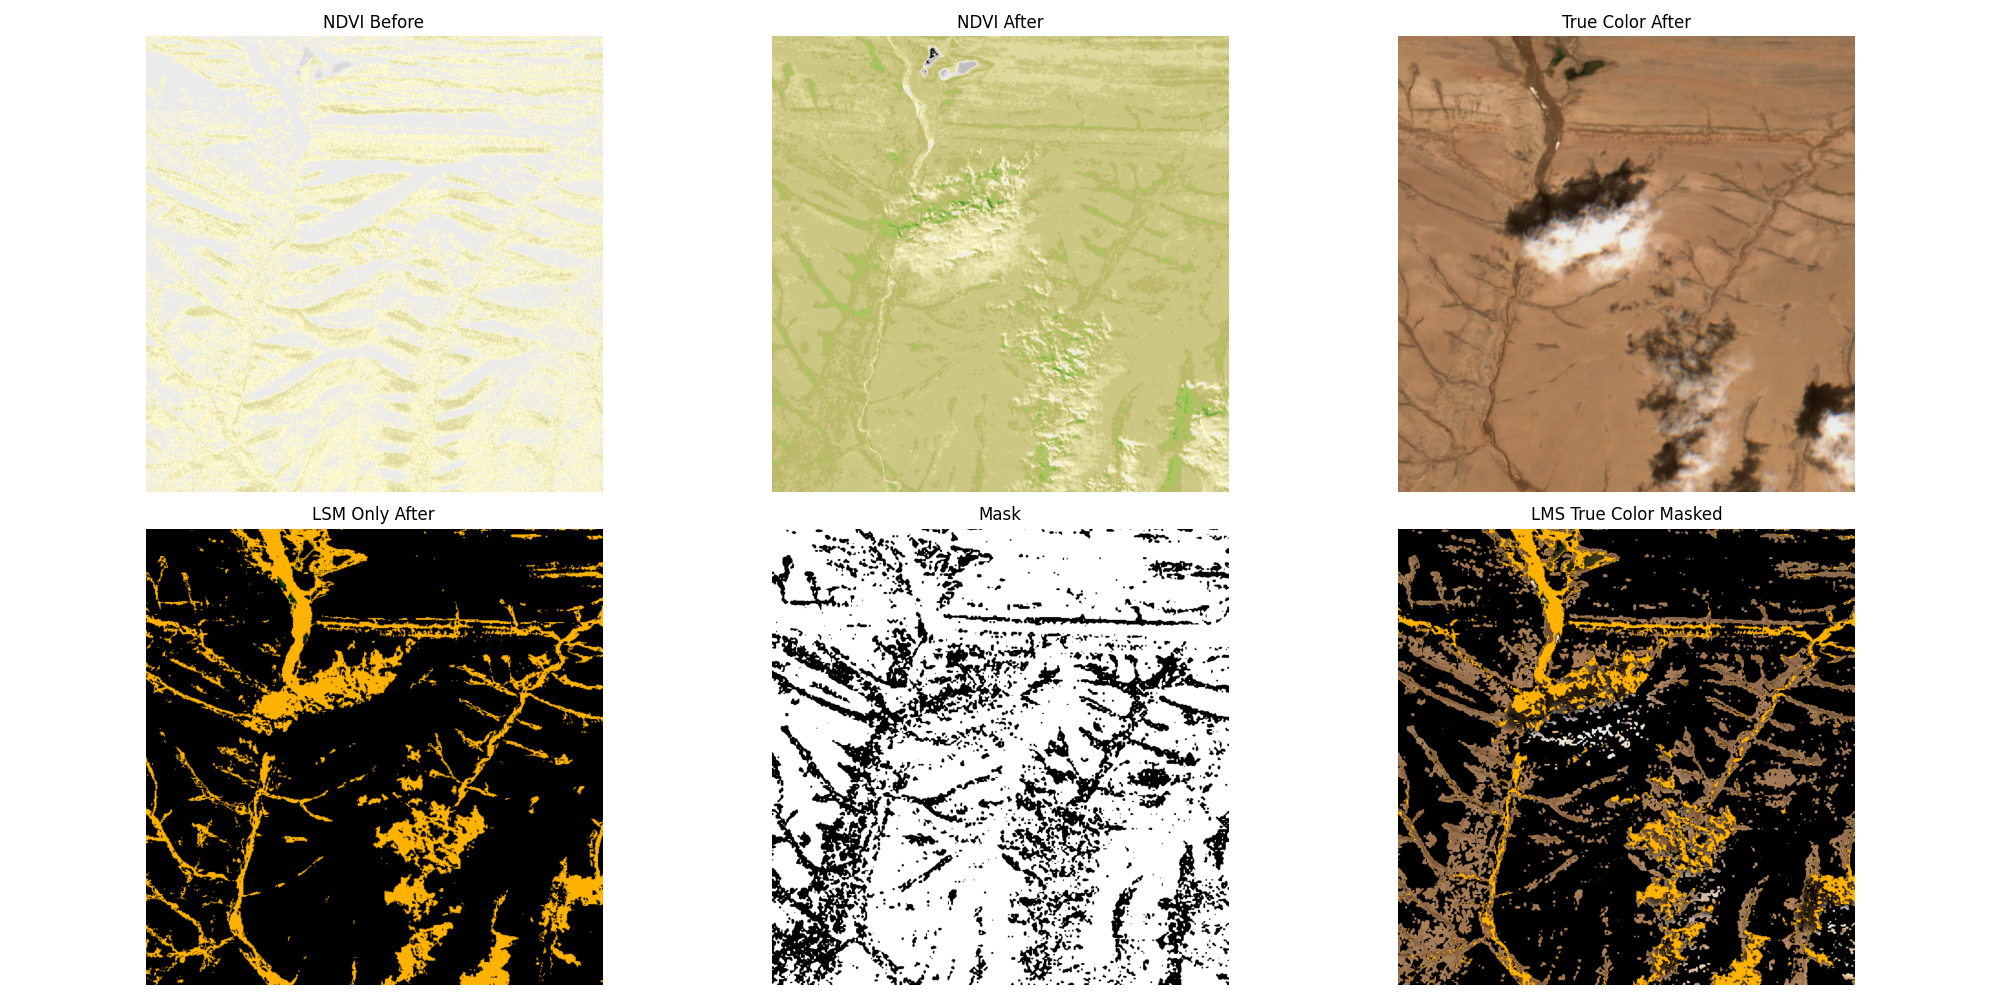 NDVI Before
NDVI After
True Color After
LSM Only After
Mask
LMS True Color Masked